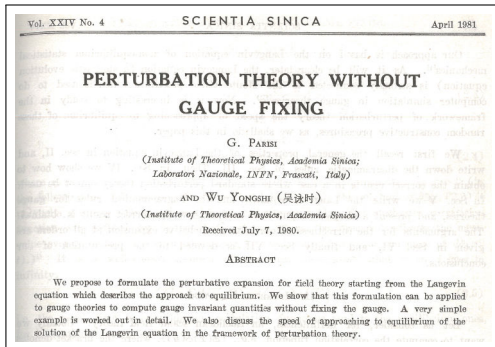 Vol. XXIV No. 4 SCIENTIA SINICA April 1981
PERTURBATION THEORY WITHOUT
GAUGE FIXING
G. PARISI
(Institute of Theoretical Physics, Academia Sinica;
Laboratori Nazionale, INFN, Frascati, Italy)
AND WU YONGSHI (吴咏时)
(Institute of Theoretical Physics, Academia Sinica)
Received July 7, 1980.
ABSTRACT
We propose to formulate the perturbative expansion for field theory starting from the Langevin
equation which describes the approach to equilibrium. We show that this formulation can be applied
to gauge theories to compute gauge invariant quantities without fixing the gauge. A very simple
example is worked out in detail. We also discuss the speed of approaching to equilibrium of the
solution of the Langevin equation in the framework of perturbation theory.